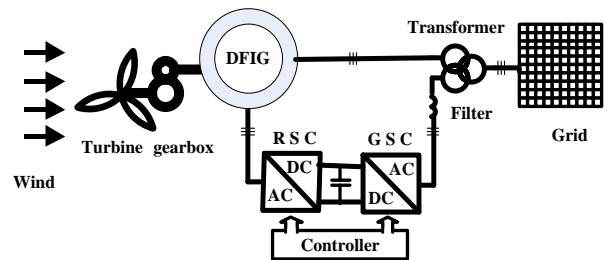 Transformer
DFIG
Filter
Turbine gearbox
Grid
Wind
R S C
G S C
DC
AC
AC
DC
Controller